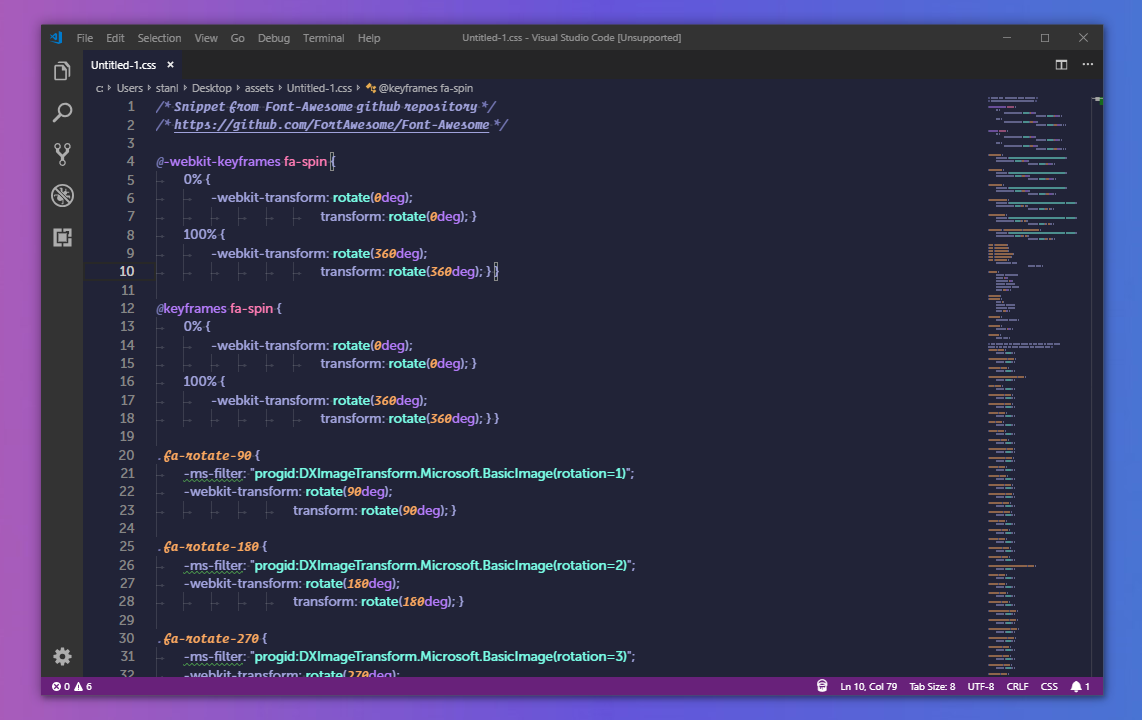 File Edit Selection View Go Debug Terminal Help Untitled-1.css - Visual Studio Code [Unsupported]
Untitled-1.css ×
c: › Users › stanl › Desktop › assets › Untitled-1.css › @keyframes fa-spin
1 /* Snippet from Font-Awesome github repository */
2 /* https://github.com/FortAwesome/Font-Awesome */
3
4 @-webkit-keyframes fa-spin {
5 0% {
6 -webkit-transform: rotate(0deg);
7 transform: rotate(0deg); }
8 100% {
9 -webkit-transform: rotate(360deg);
10 transform: rotate(360deg); } }
11
12 @keyframes fa-spin {
13 0% {
14 -webkit-transform: rotate(0deg);
15 transform: rotate(0deg); }
16 100% {
17 -webkit-transform: rotate(360deg);
18 transform: rotate(360deg); } }
19
20 .fa-rotate-90 {
21 -ms-filter: "progid:DXImageTransform.Microsoft.BasicImage(rotation=1)";
22 -webkit-transform: rotate(90deg);
23 transform: rotate(90deg); }
24
25 .fa-rotate-180 {
26 -ms-filter: "progid:DXImageTransform.Microsoft.BasicImage(rotation=2)";
27 -webkit-transform: rotate(180deg);
28 transform: rotate(180deg); }
29
30 .fa-rotate-270 {
31 -ms-filter: "progid:DXImageTransform.Microsoft.BasicImage(rotation=3)";
32 -webkit-transform: rotate(270deg);
0 6 Ln 10, Col 79 Tab Size: 8 UTF-8 CRLF CSS 1